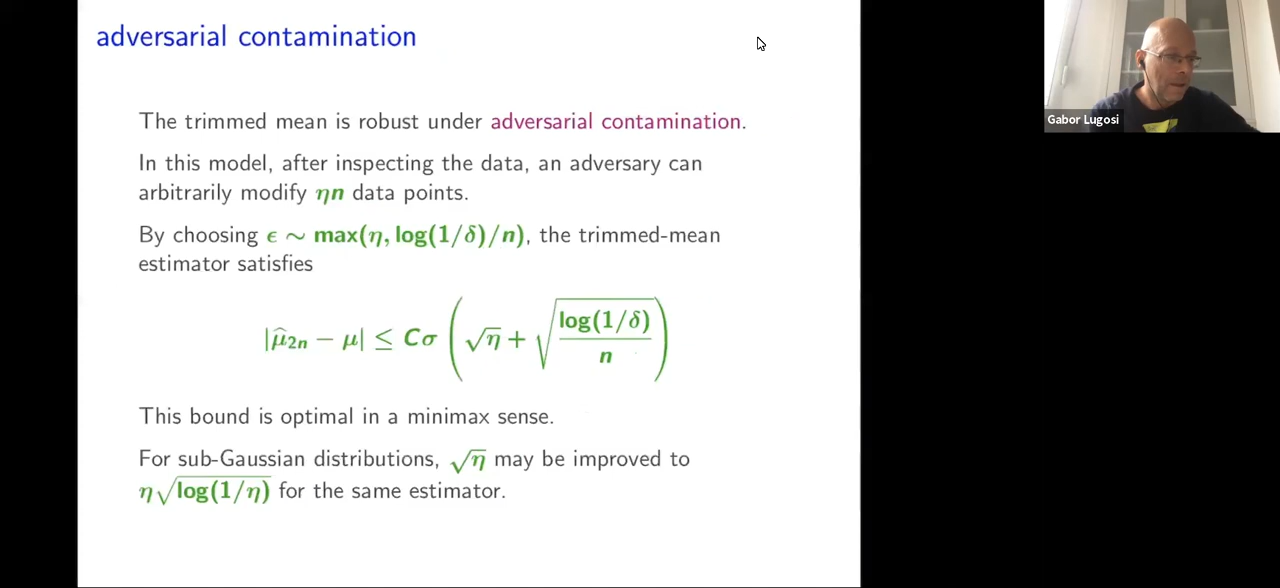 adversarial contamination
The trimmed mean is robust under adversarial contamination.
In this model, after inspecting the data, an adversary can
arbitrarily modify ηn data points.
By choosing ϵ ∼ max(η, log(1/δ)/n), the trimmed-mean
estimator satisfies
|μ̂₂ₙ − μ| ≤ Cσ (√η + √(log(1/δ)/n))
This bound is optimal in a minimax sense.
For sub-Gaussian distributions, √η may be improved to
η√log(1/η) for the same estimator.
Gabor Lugosi